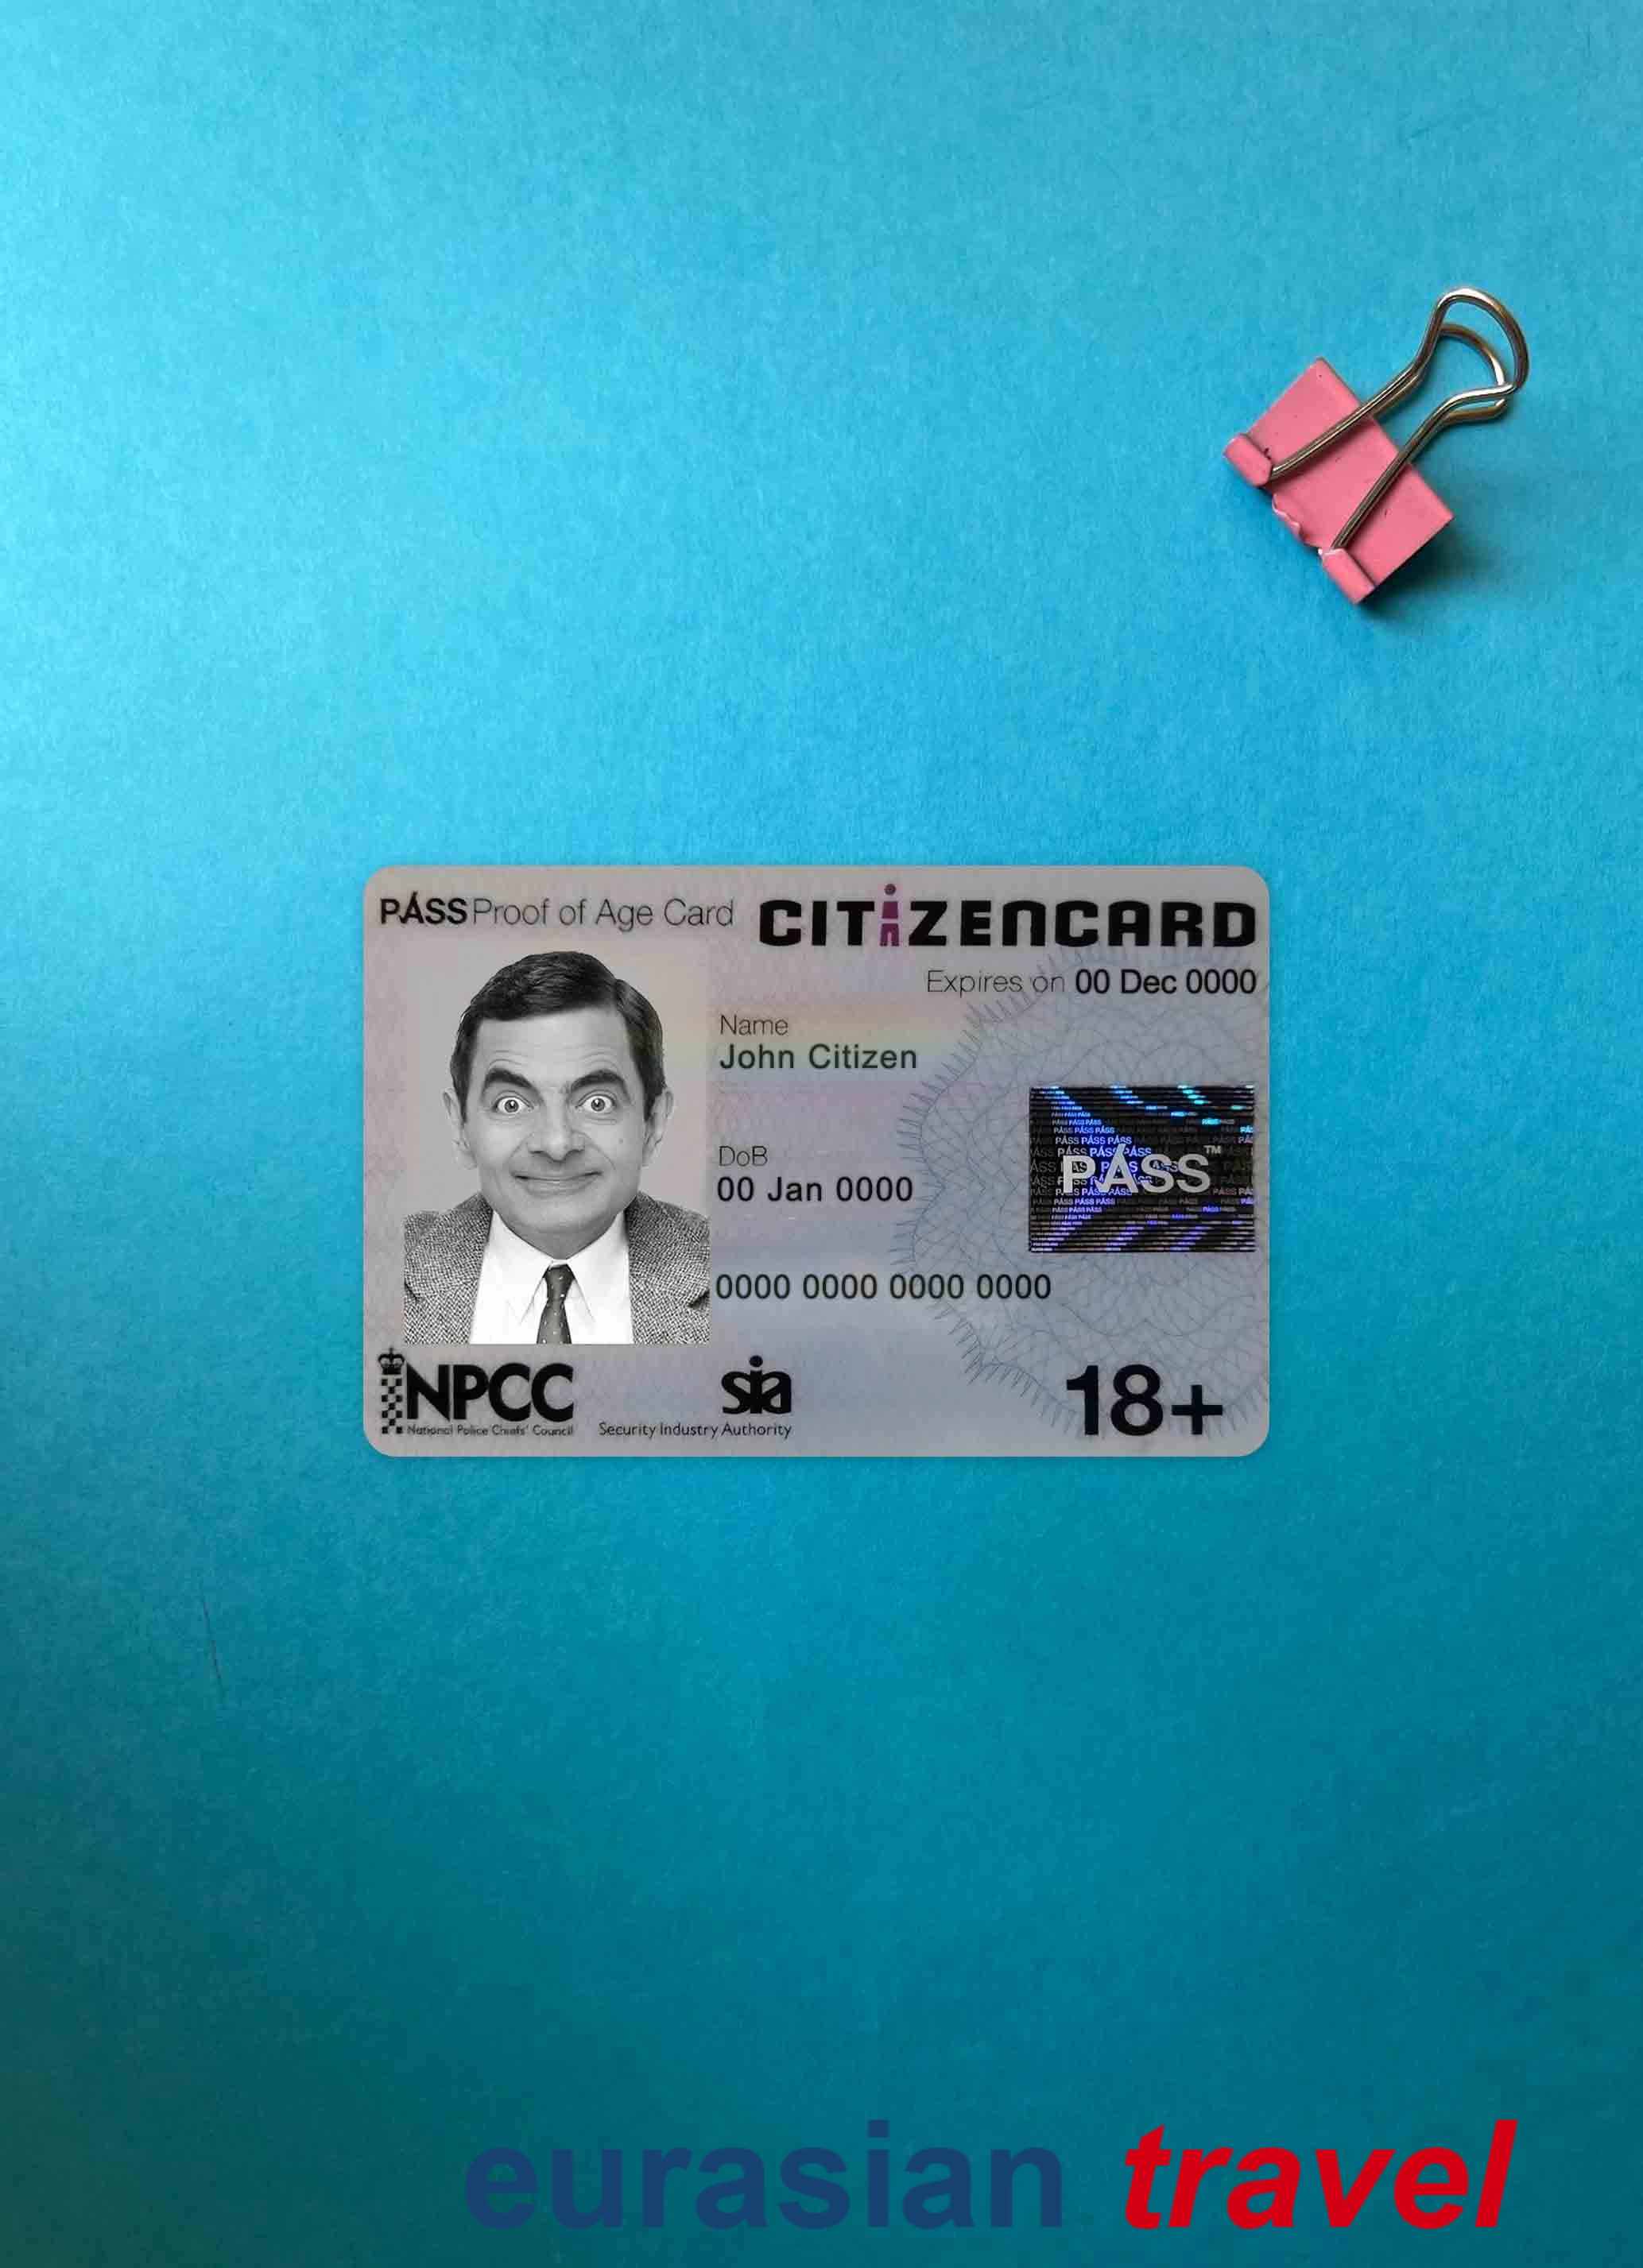 PÁSS Proof of Age Card
CITiZENCARD
Expires on 00 Dec 0000
Name
John Citizen
DoB
00 Jan 0000
PÁSS™
0000 0000 0000 0000
NPCC
National Police Chiefs' Council
sia
Security Industry Authority
18+
eurasian travel